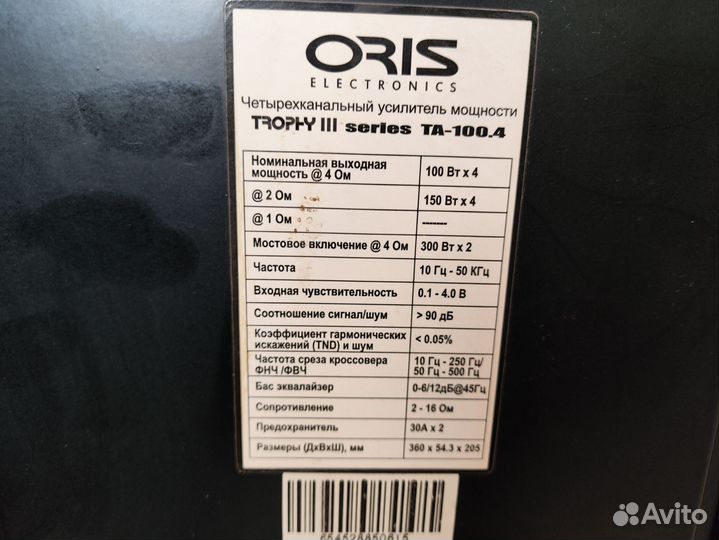 ORIS
ELECTRONICS
Четырехканальный усилитель мощности
TROPHY III series TA-100.4
Номинальная выходная
мощность @ 4 Ом
100 Вт х 4
@ 2 Ом
150 Вт х 4
@ 1 Ом
-------
Мостовое включение @ 4 Ом
300 Вт х 2
Частота
10 Гц - 50 КГц
Входная чувствительность
0.1 - 4.0 В
Соотношение сигнал/шум
> 90 дБ
Коэффициент гармонических
искажений (TND) и шум
< 0.05%
Частота среза кроссовера
ФНЧ /ФВЧ
10 Гц - 250 Гц/
50 Гц - 500 Гц
Бас эквалайзер
0-6/12дБ@45Гц
Сопротивление
2 - 16 Ом
Предохранитель
30А х 2
Размеры (ДхВхШ), мм
360 х 54.3 х 205
654528850615
Avito